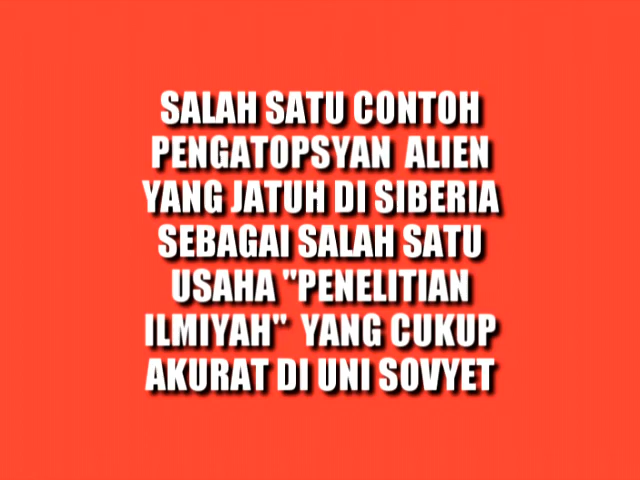 SALAH SATU CONTOH
PENGATOPSYAN ALIEN
YANG JATUH DI SIBERIA
SEBAGAI SALAH SATU
USAHA "PENELITIAN
ILMIYAH" YANG CUKUP
AKURAT DI UNI SOVYET